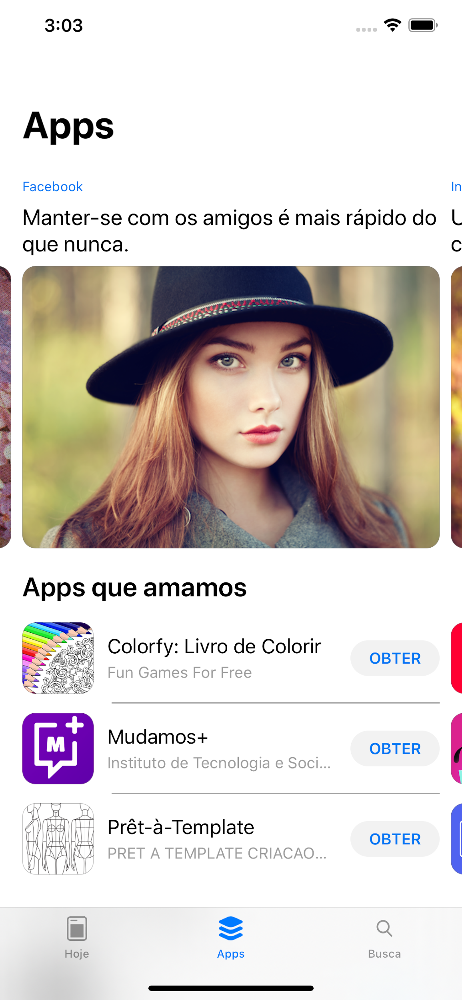 3:03
Apps
Facebook
In
Manter-se com os amigos é mais rápido do
que nunca.
U
c
Apps que amamos
Colorfy: Livro de Colorir
Fun Games For Free
OBTER
M
Mudamos+
Instituto de Tecnologia e Soci...
OBTER
Prêt-à-Template
PRET A TEMPLATE CRIACAO...
OBTER
Hoje
Apps
Busca